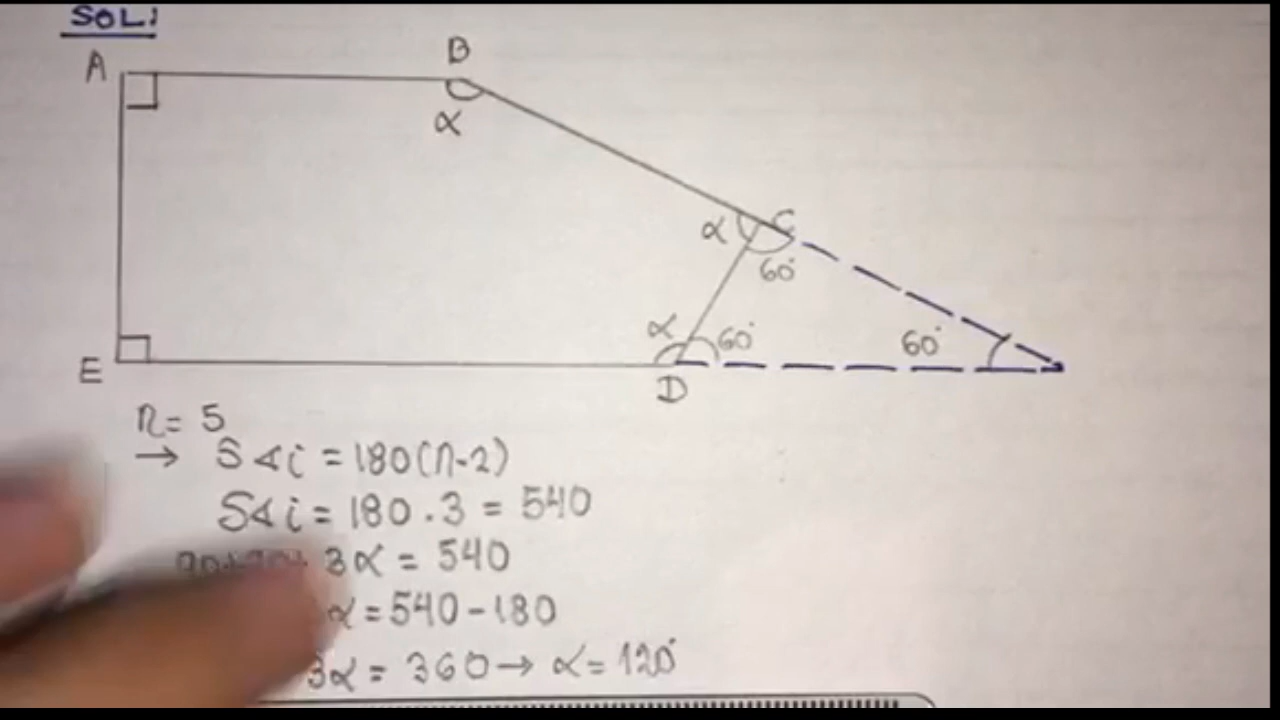 SOL:
A
B
α
α C
60°
α 60° 60°
E
D
n = 5
→ S∢i = 180(n-2)
S∢i = 180 . 3 = 540
3α = 540
α = 540 - 180
3α = 360 → α = 120°